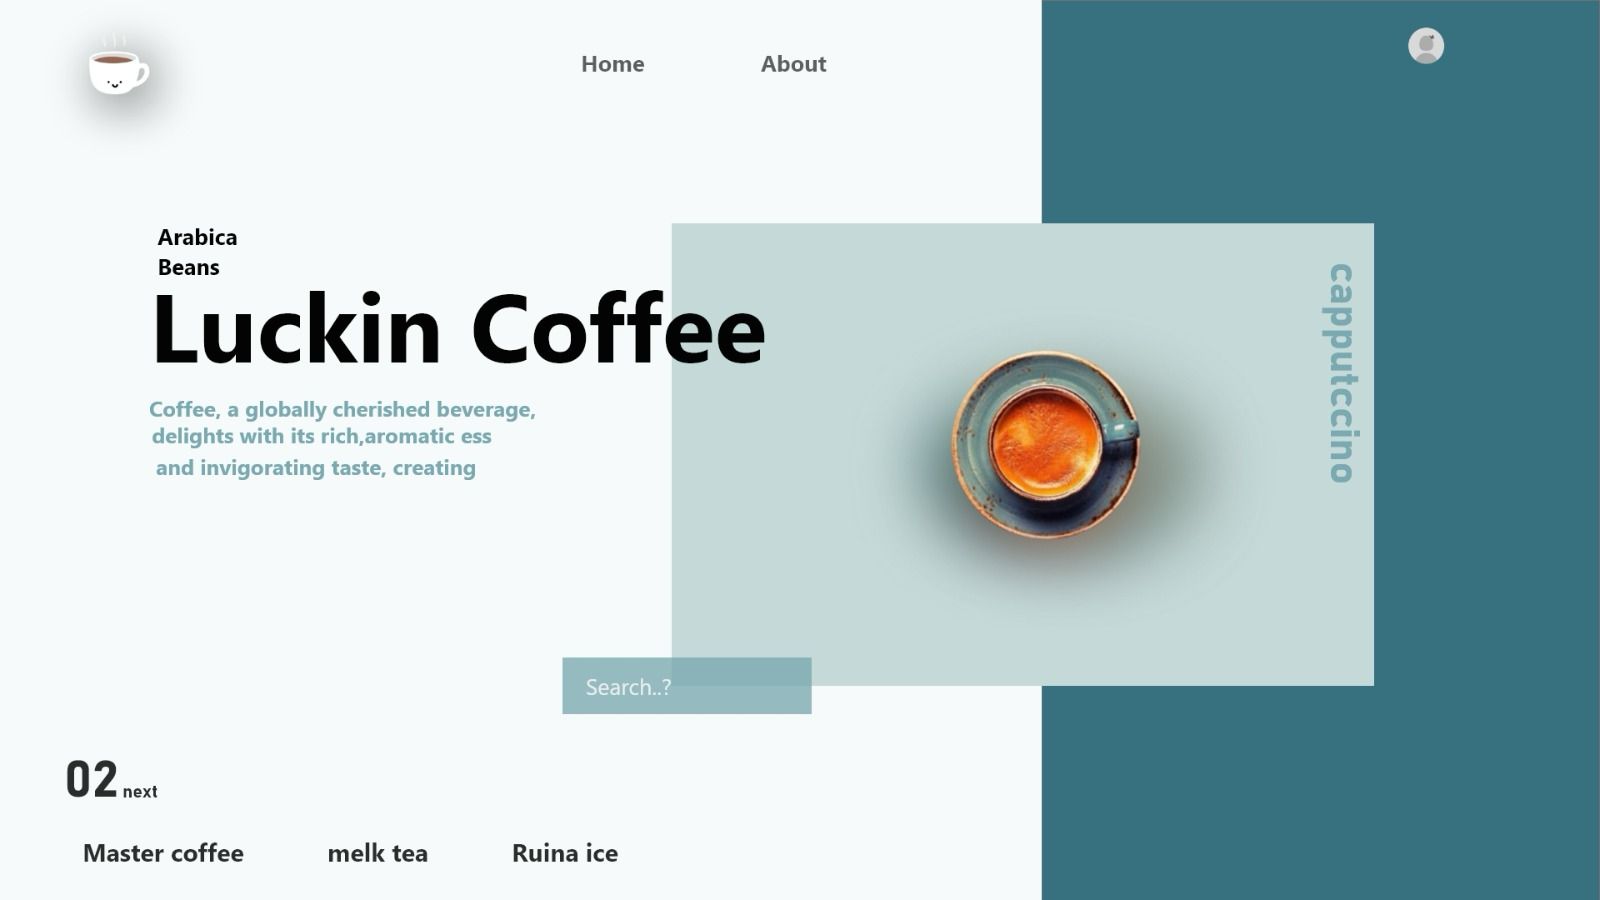 Home
About
Arabica
Beans
Luckin Coffee
Coffee, a globally cherished beverage,
delights with its rich,aromatic ess
and invigorating taste, creating
capputccino
Search..?
02 next
Master coffee
melk tea
Ruina ice